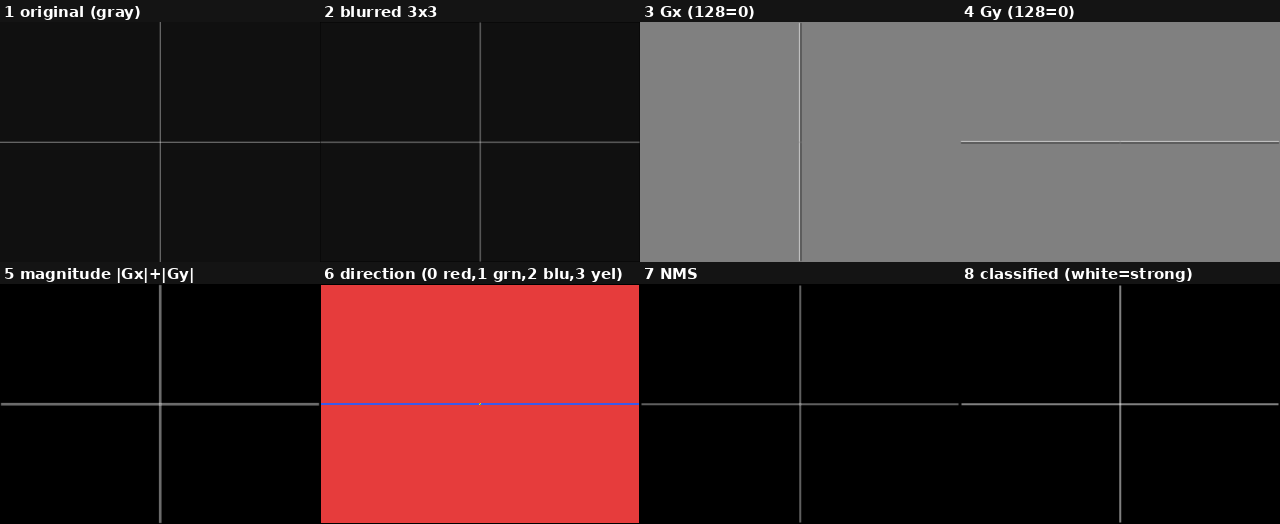 1 original (gray)
2 blurred 3x3
3 Gx (128=0)
4 Gy (128=0)
5 magnitude |Gx|+|Gy|
6 direction (0 red,1 grn,2 blu,3 yel)
7 NMS
8 classified (white=strong)